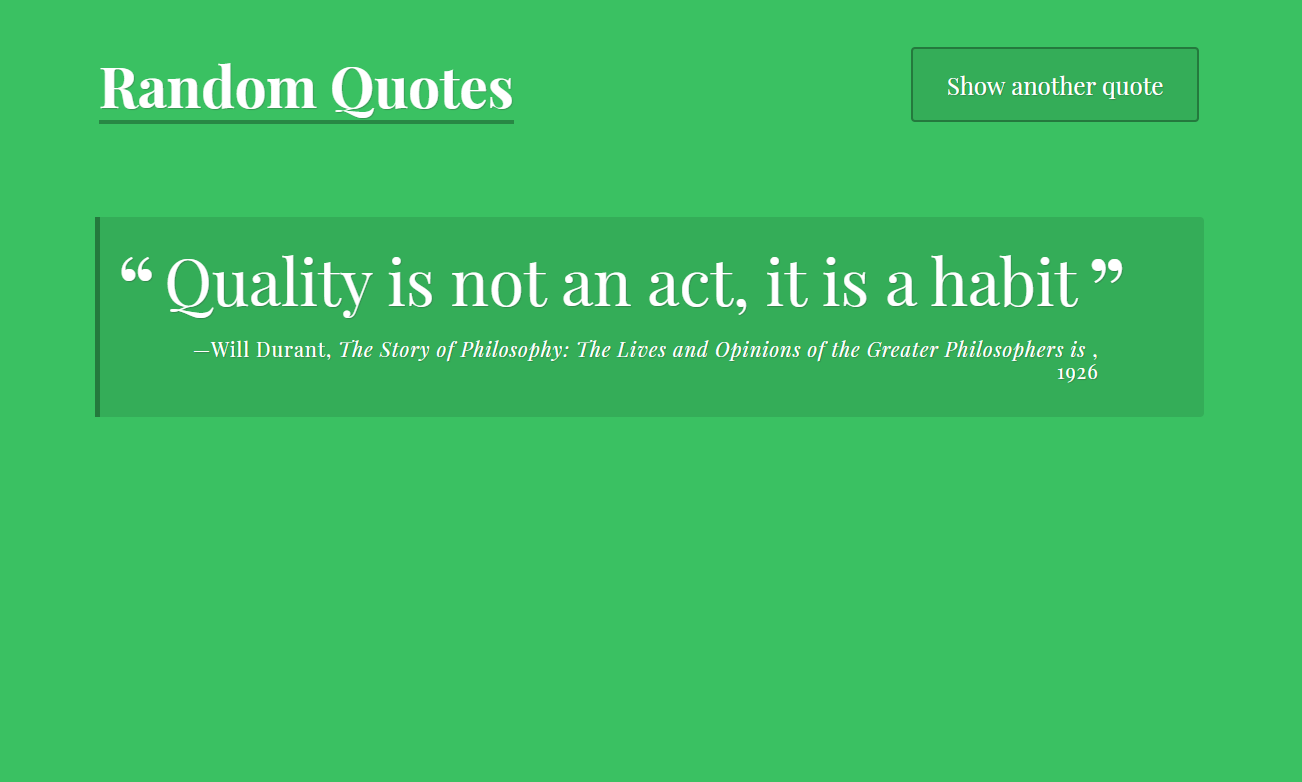 Random Quotes
Show another quote
“ Quality is not an act, it is a habit ”
—Will Durant, The Story of Philosophy: The Lives and Opinions of the Greater Philosophers is ,
1926